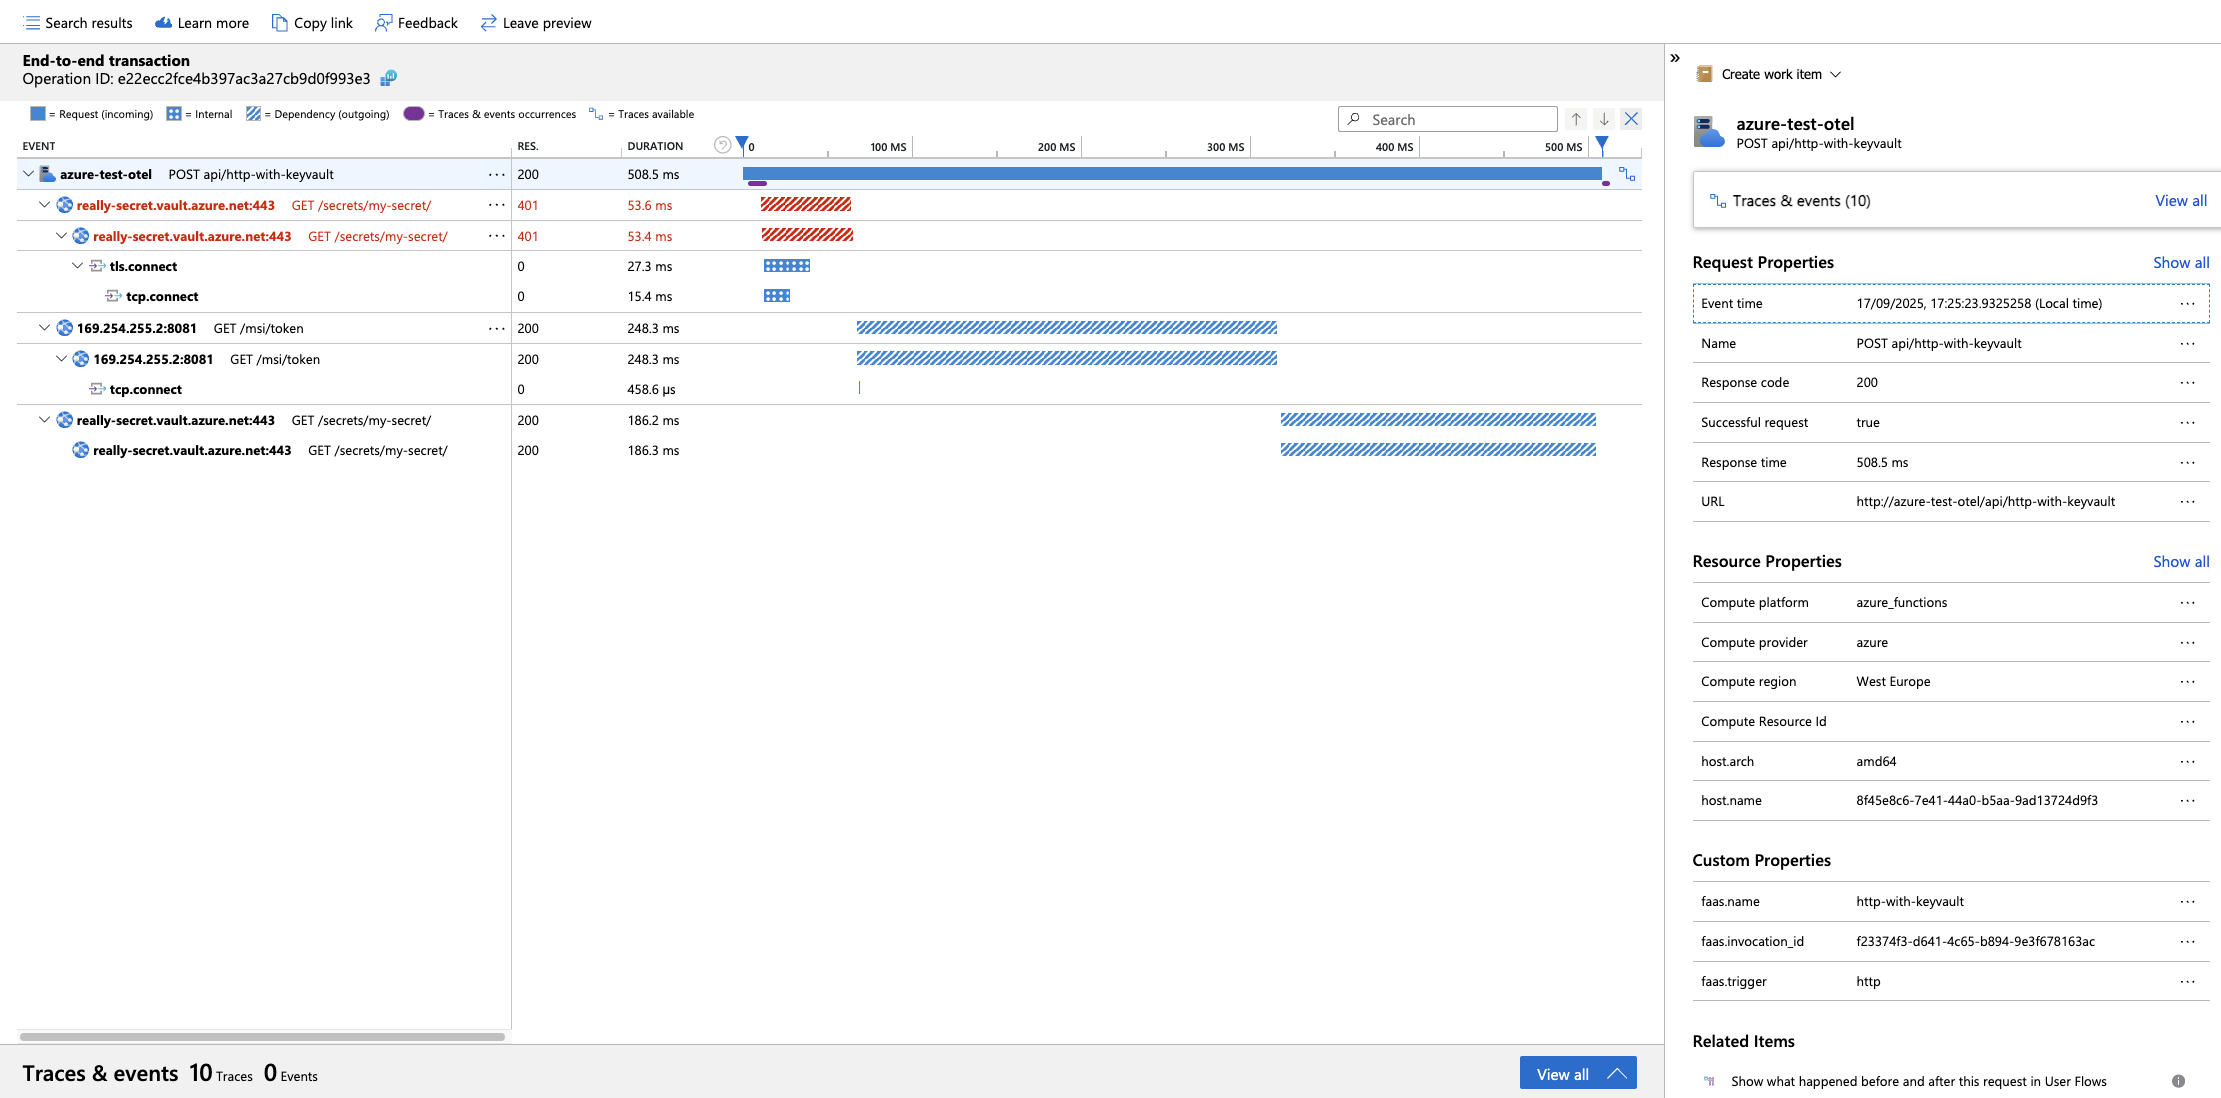 Search results Learn more Copy link Feedback Leave preview
End-to-end transaction
Operation ID: e22ecc2fce4b397ac3a27cb9d0f993e3
= Request (incoming) = Internal = Dependency (outgoing) = Traces & events occurrences = Traces available
Search
EVENT RES. DURATION 0 100 MS 200 MS 300 MS 400 MS 500 MS
azure-test-otel POST api/http-with-keyvault ... 200 508.5 ms
really-secret.vault.azure.net:443 GET /secrets/my-secret/ ... 401 53.6 ms
really-secret.vault.azure.net:443 GET /secrets/my-secret/ ... 401 53.4 ms
tls.connect 0 27.3 ms
tcp.connect 0 15.4 ms
169.254.255.2:8081 GET /msi/token ... 200 248.3 ms
169.254.255.2:8081 GET /msi/token 200 248.3 ms
tcp.connect 0 458.6 µs
really-secret.vault.azure.net:443 GET /secrets/my-secret/ 200 186.2 ms
really-secret.vault.azure.net:443 GET /secrets/my-secret/ 200 186.3 ms
Traces & events 10 Traces 0 Events
View all
Create work item
azure-test-otel
POST api/http-with-keyvault
Traces & events (10) View all
Request Properties Show all
Event time 17/09/2025, 17:25:23.9325258 (Local time) ...
Name POST api/http-with-keyvault ...
Response code 200 ...
Successful request true ...
Response time 508.5 ms ...
URL http://azure-test-otel/api/http-with-keyvault ...
Resource Properties Show all
Compute platform azure_functions ...
Compute provider azure ...
Compute region West Europe ...
Compute Resource Id ...
host.arch amd64 ...
host.name 8f45e8c6-7e41-44a0-b5aa-9ad13724d9f3 ...
Custom Properties
faas.name http-with-keyvault ...
faas.invocation_id f23374f3-d641-4c65-b894-9e3f678163ac ...
faas.trigger http ...
Related Items
Show what happened before and after this request in User Flows